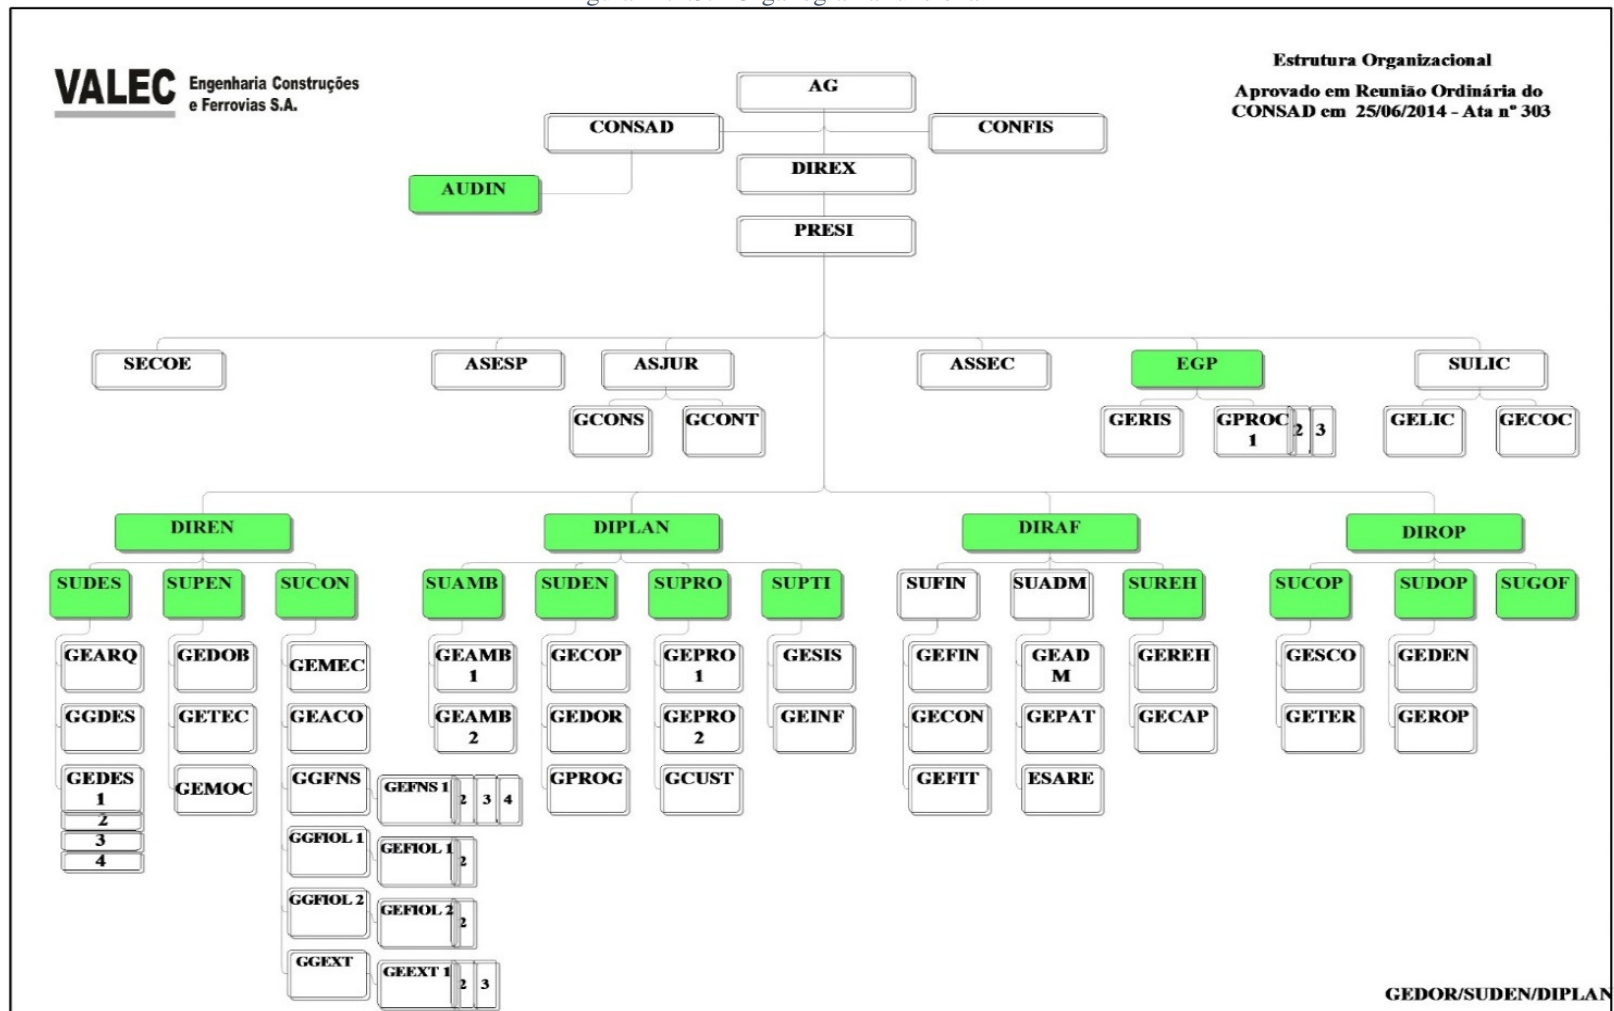 VALEC Engenharia Construções
e Ferrovias S.A.
Estrutura Organizacional
Aprovado em Reunião Ordinária do
CONSAD em 25/06/2014 - Ata nº 303
AG
CONSAD
CONFIS
DIREX
AUDIN
PRESI
SECOE
ASESP
ASJUR
ASSEC
EGP
SULIC
GCONS
GCONT
GERIS
GPROC
1
2
3
GELIC
GECOC
DIREN
DIPLAN
DIRAF
DIROP
SUDES
SUPEN
SUCON
SUAMB
SUDEN
SUPRO
SUPTI
SUFIN
SUADM
SUREH
SUCOP
SUDOP
SUGOF
GEARQ
GEDOB
GEMEC
GEAMB
1
GECOP
GEPRO
1
GESIS
GEFIN
GEAD
M
GEREH
GESCO
GEDEN
GGDES
GETEC
GEACO
GEAMB
2
GEDOR
GEPRO
2
GEINF
GECON
GEPAT
GECAP
GETER
GEROP
GEDES
1
2
3
4
GEMOC
GGFNS
GEFNS 1
2
3
4
GPROG
GCUST
GEFIT
ESARE
GGFIOL 1
GEFIOL 1
2
GGFIOL 2
GEFIOL 2
2
GGEXT
GEEXT 1
2
3
GEDOR/SUDEN/DIPLAN